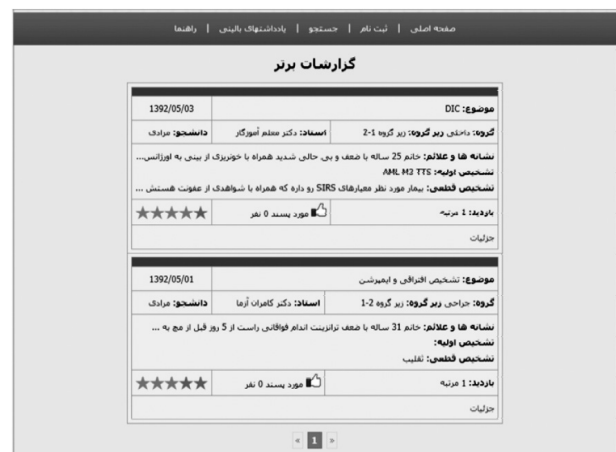 صفحه اصلی | ثبت نام | جستجو | یادداشتهای بالینی | راهنما
گزارشات برتر
موضوع: DIC 1392/05/03
گروه: داخلی زیر گروه: زیر گروه 1-2 استاد: دکتر معلم آموزگار دانشجو: مرادی
نشانه ها و علائم: خانم 25 ساله با ضعف و بی حالی شدید همراه با خونریزی از بینی به اورژانس...
تشخیص اولیه: AML M3 TTS
تشخیص قطعی: بیمار مورد نظر معیارهای SIRS رو داره که همراه با شواهدی از عفونت هستش ...
بازدید: 1 مرتبه مورد پسند 0 نفر
جزئیات
موضوع: تشخیص افتراقی و ایمپرشن 1392/05/01
گروه: جراحی زیر گروه: زیر گروه 2-1 استاد: دکتر کامران آزما دانشجو: مرادی
نشانه ها و علائم: خانم 31 ساله با ضعف ترانزینت اندام فوقانی راست از 5 روز قبل از مچ به ...
تشخیص اولیه:
تشخیص قطعی: ثقلیب
بازدید: 1 مرتبه مورد پسند 0 نفر
جزئیات
« 1 »